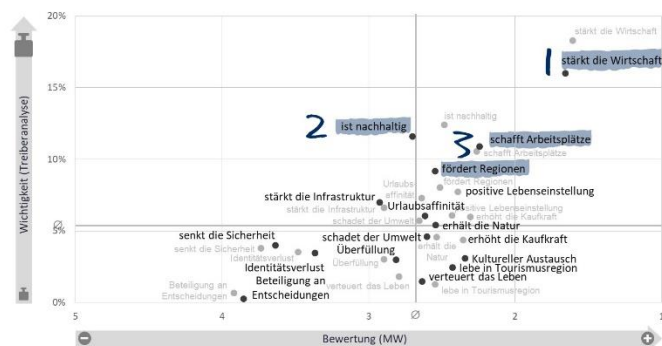 20%
stärkt die Wirtschaft
1 stärkt die Wirtschaft
15%
2 ist nachhaltig
ist nachhaltig
3 schafft Arbeitsplätze
schafft Arbeitsplätze
10%
fördert Regionen
Urlaubs
affinität
fördert Regionen
positive Lebenseinstellung
stärkt die Infrastruktur
Urlaubsaffinität
stärkt die Infrastruktur
positive Lebenseinstellung
schadet der Umwelt
erhöht die Kaufkraft
Ø
5%
erhält die Natur
senkt die Sicherheit
schadet der Umwelt
erhöht die Kaufkraft
senkt die Sicherheit
Überfüllung
erhält die
Natur
Identitätsverlust
Überfüllung
Kultureller Austausch
Identitätsverlust
lebe in Tourismusregion
Beteiligung an
Entscheidungen
Beteiligung an
Entscheidungen
verteuert das Leben
verteuert das Leben
lebe in Tourismusregion
0%
5
4
3
Ø
2
1
Bewertung (MW)
Wichtigkeit (Treiberanalyse)